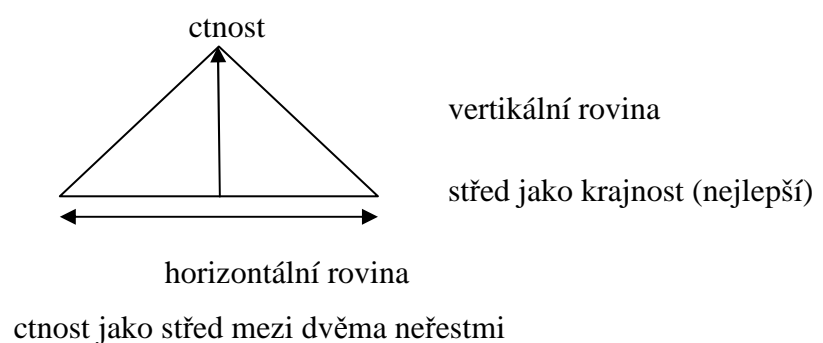 ctnost
vertikální rovina
střed jako krajnost (nejlepší)
horizontální rovina
ctnost jako střed mezi dvěma neřestmi